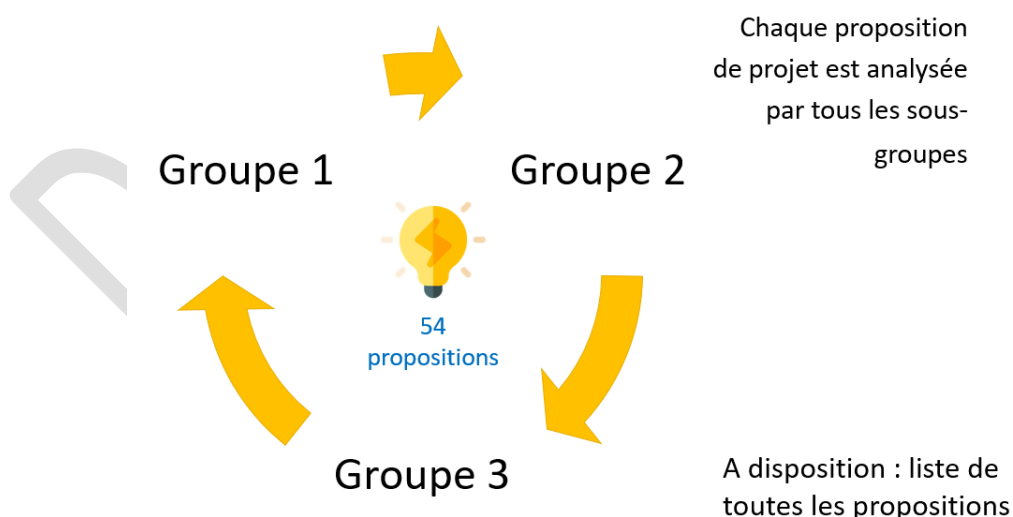 Chaque proposition
de projet est analysée
par tous les sous-
groupes
Groupe 1
Groupe 2
54
propositions
Groupe 3
A disposition : liste de
toutes les propositions